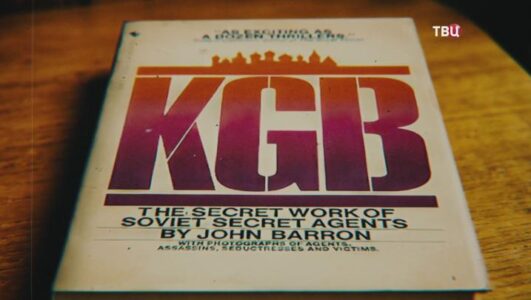 ТВЦ
"AS EXCITING AS
A DOZEN THRILLERS."
KGB
THE SECRET WORK OF
SOVIET SECRET AGENTS
BY JOHN BARRON
WITH PHOTOGRAPHS OF AGENTS,
ASSASSINS, SEDUCTRESSES AND VICTIMS.